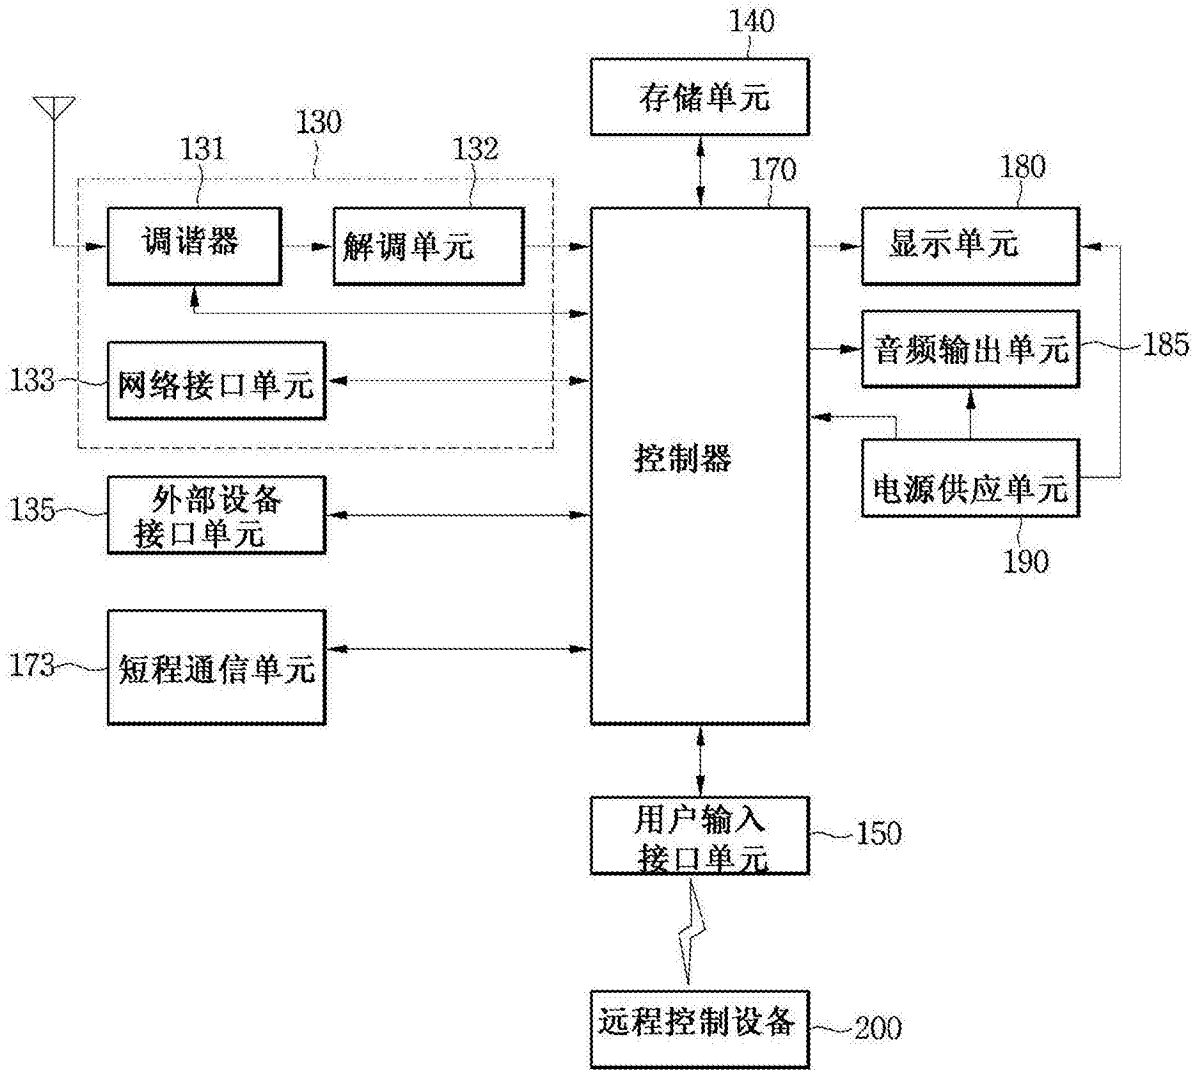 140
存储单元
130
131
132
170
180
调谐器
解调单元
显示单元
音频输出单元
185
133
网络接口单元
控制器
电源供应单元
135
外部设备
接口单元
190
173
短程通信单元
用户输入
接口单元
150
远程控制设备
200